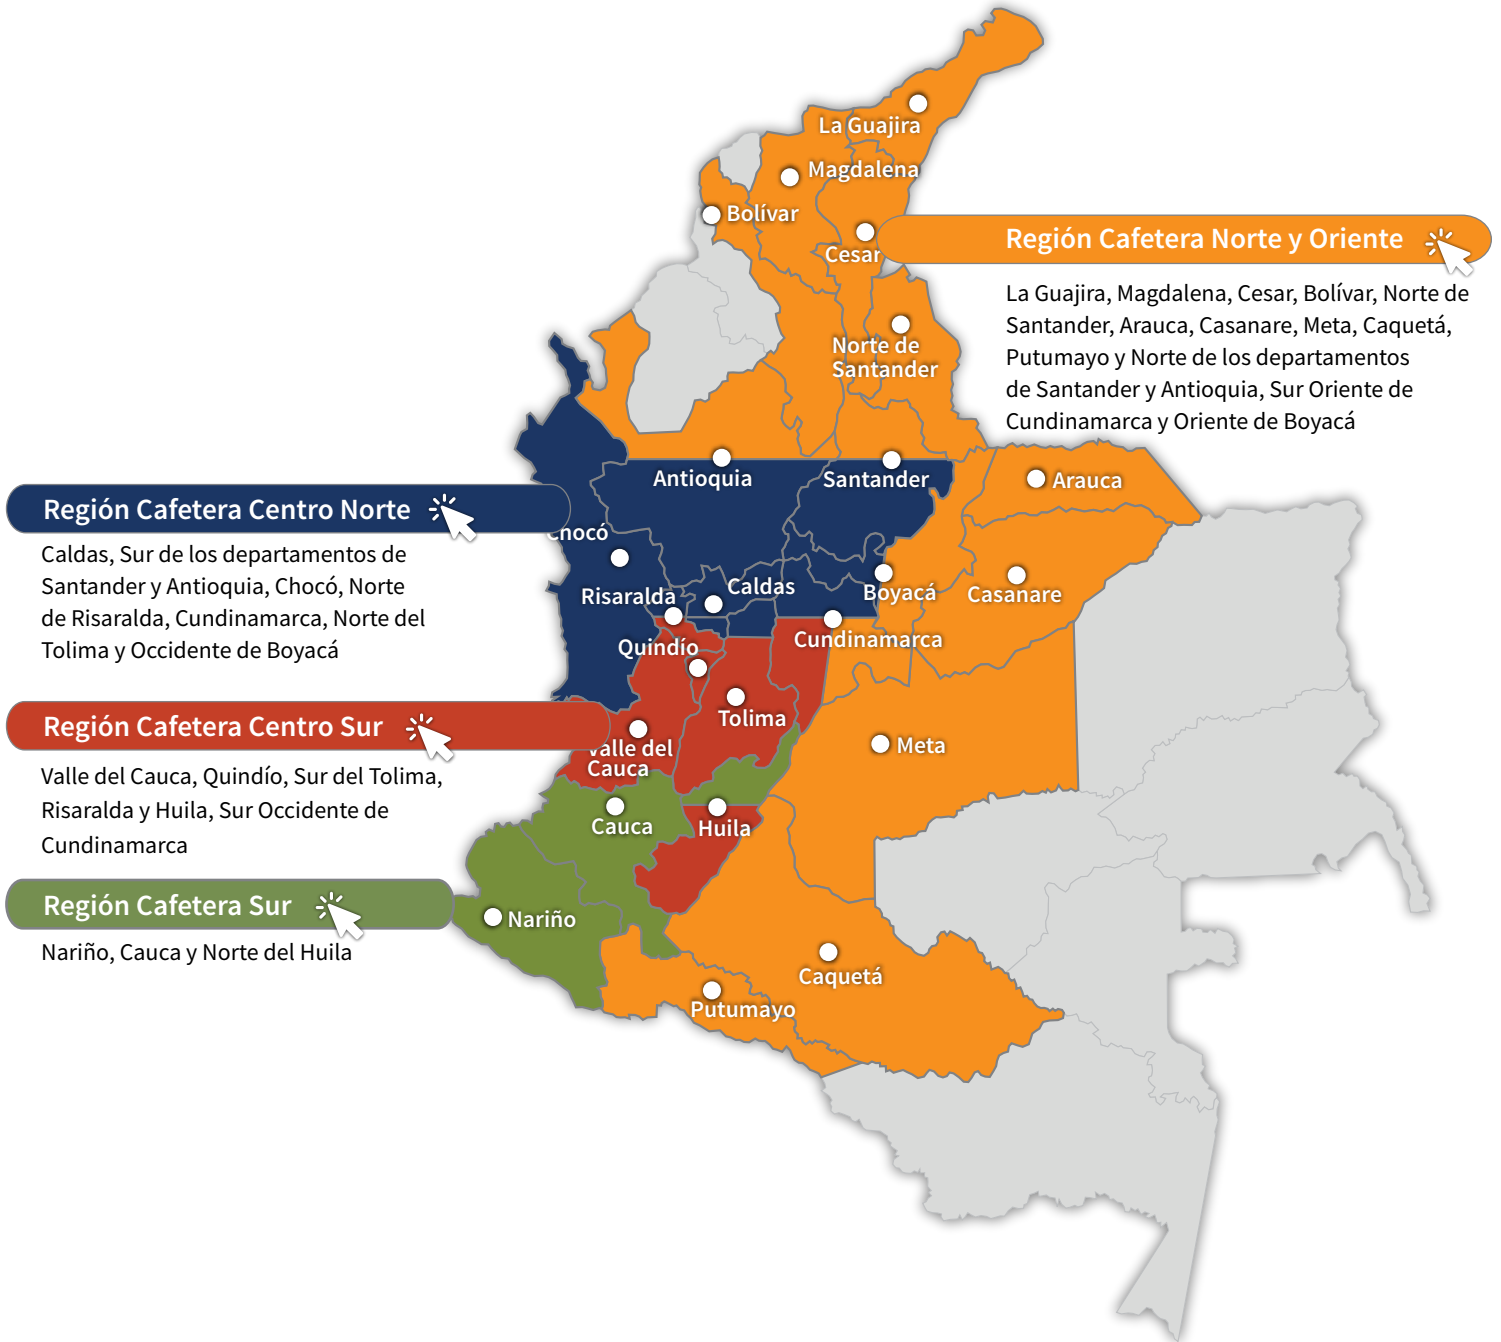 La Guajira
Magdalena
Bolívar
Cesar
Región Cafetera Norte y Oriente
La Guajira, Magdalena, Cesar, Bolívar, Norte de
Santander, Arauca, Casanare, Meta, Caquetá,
Putumayo y Norte de los departamentos
de Santander y Antioquia, Sur Oriente de
Cundinamarca y Oriente de Boyacá
Norte de
Santander
Antioquia
Santander
Arauca
Región Cafetera Centro Norte
Caldas, Sur de los departamentos de
Santander y Antioquia, Chocó, Norte
de Risaralda, Cundinamarca, Norte del
Tolima y Occidente de Boyacá
Chocó
Risaralda
Caldas
Boyacá
Casanare
Quindío
Cundinamarca
Región Cafetera Centro Sur
Valle del Cauca, Quindío, Sur del Tolima,
Risaralda y Huila, Sur Occidente de
Cundinamarca
Tolima
Valle del
Cauca
Meta
Cauca
Huila
Región Cafetera Sur
Nariño, Cauca y Norte del Huila
Nariño
Caquetá
Putumayo